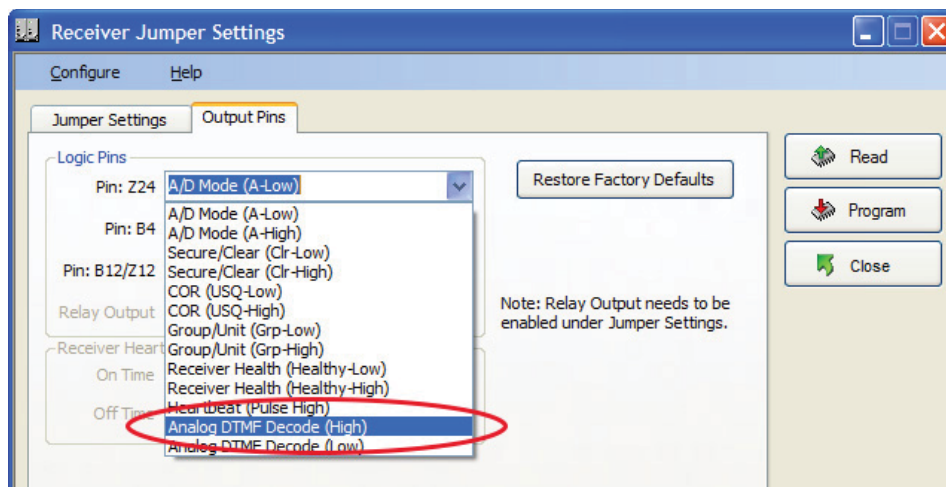 Receiver Jumper Settings
Configure Help
Jumper Settings Output Pins
Logic Pins
Pin: Z24 A/D Mode (A-Low)
Restore Factory Defaults
Read
Program
Close
A/D Mode (A-Low)
A/D Mode (A-High)
Pin: B4
Secure/Clear (Clr-Low)
Secure/Clear (Clr-High)
Pin: B12/Z12
COR (USQ-Low)
COR (USQ-High)
Relay Output
Group/Unit (Grp-Low)
Group/Unit (Grp-High)
Note: Relay Output needs to be
enabled under Jumper Settings.
Receiver Heart
Receiver Health (Healthy-Low)
On Time
Receiver Health (Healthy-High)
Heartbeat (Pulse High)
Off Time
Analog DTMF Decode (High)
Analog DTMF Decode (Low)